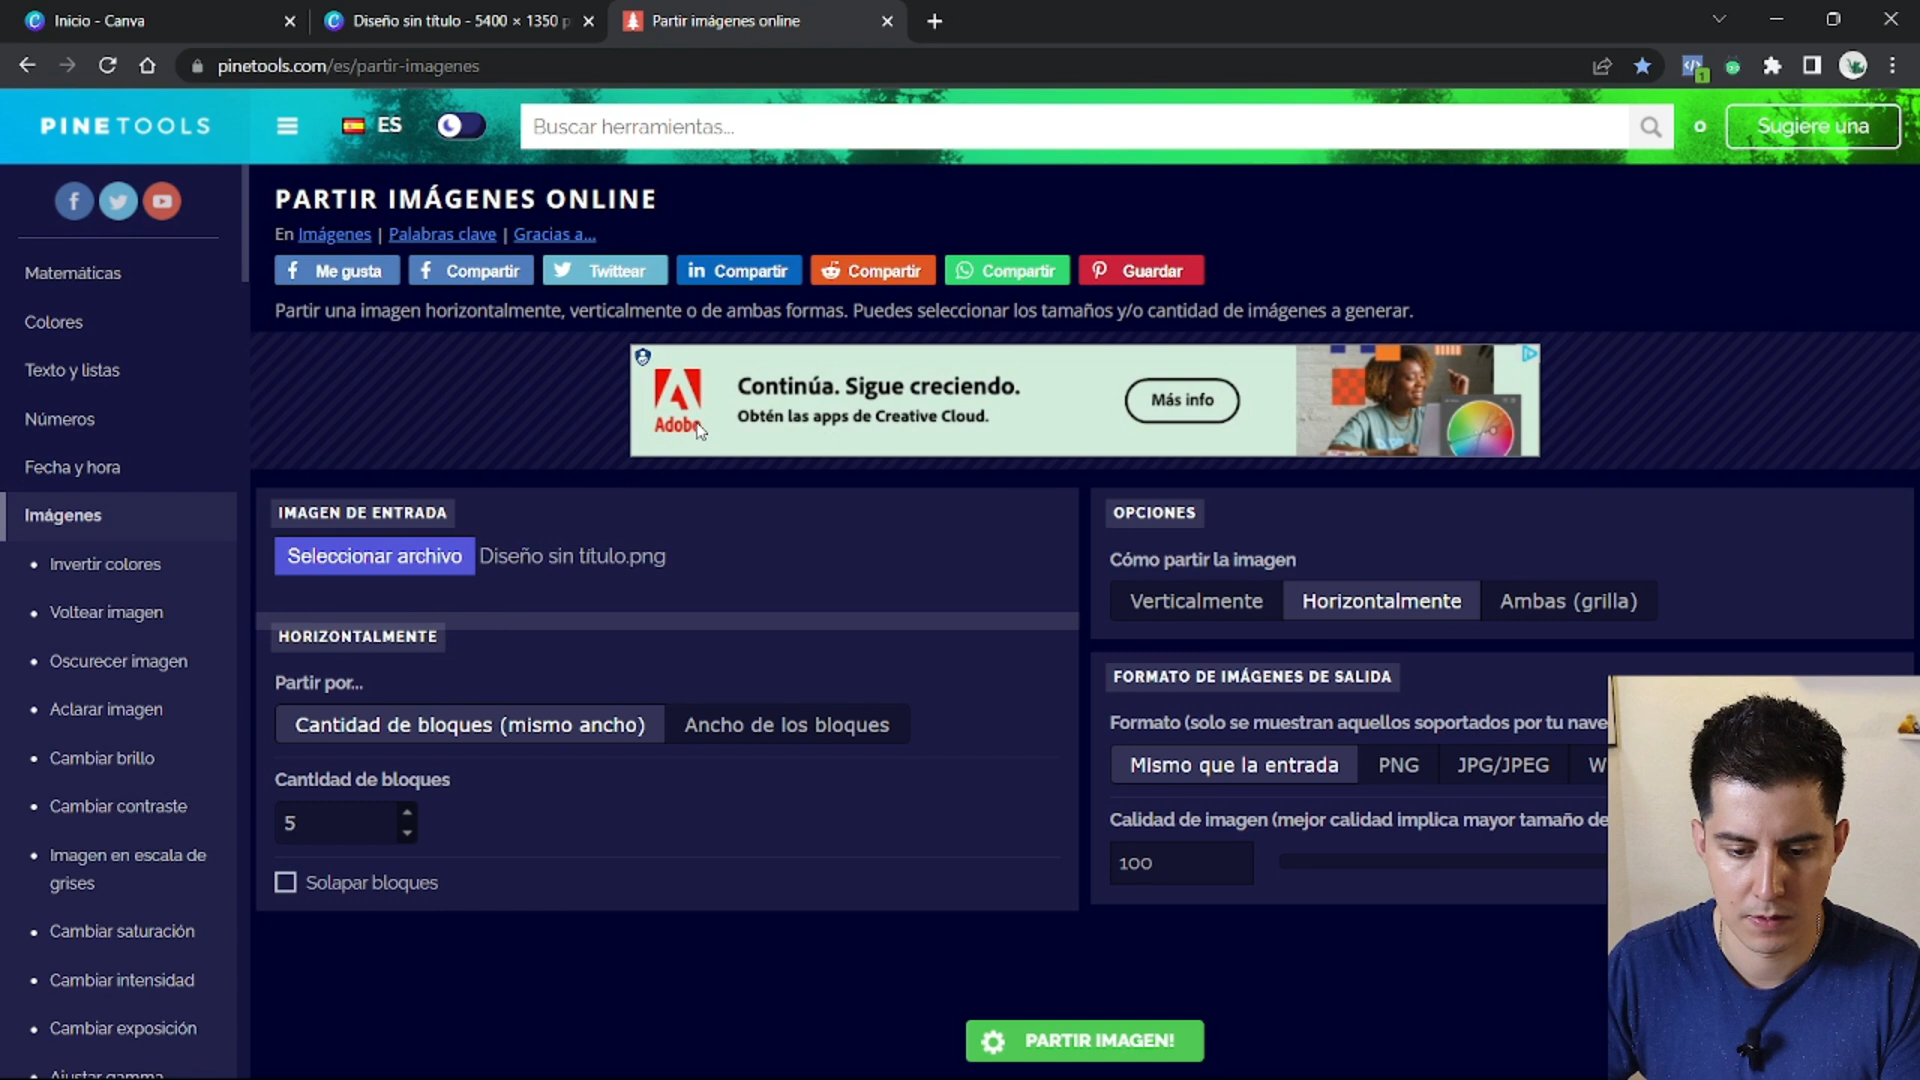 Inicio - Canva
Diseño sin título - 5400 × 1350 p
Partir imágenes online
pinetools.com/es/partir-imagenes
1
PINETOOLS
ES
Buscar herramientas...
o
Sugiere una
PARTIR IMÁGENES ONLINE
En Imágenes | Palabras clave | Gracias a...
Me gusta
Compartir
Twittear
Compartir
Compartir
Compartir
Guardar
Partir una imagen horizontalmente, verticalmente o de ambas formas. Puedes seleccionar los tamaños y/o cantidad de imágenes a generar.
Adobe
Continúa. Sigue creciendo.
Obtén las apps de Creative Cloud.
Más info
Matemáticas
Colores
Texto y listas
Números
Fecha y hora
Imágenes
Invertir colores
Voltear imagen
Oscurecer imagen
Aclarar imagen
Cambiar brillo
Cambiar contraste
Imagen en escala de
grises
Cambiar saturación
Cambiar intensidad
Cambiar exposición
Ajustar gamma
IMAGEN DE ENTRADA
Seleccionar archivo Diseño sin título.png
HORIZONTALMENTE
Partir por...
Cantidad de bloques (mismo ancho)
Ancho de los bloques
Cantidad de bloques
5
Solapar bloques
OPCIONES
Cómo partir la imagen
Verticalmente
Horizontalmente
Ambas (grilla)
FORMATO DE IMÁGENES DE SALIDA
Formato (solo se muestran aquellos soportados por tu nave
Mismo que la entrada
PNG
JPG/JPEG
W
Calidad de imagen (mejor calidad implica mayor tamaño de
100
PARTIR IMAGEN!